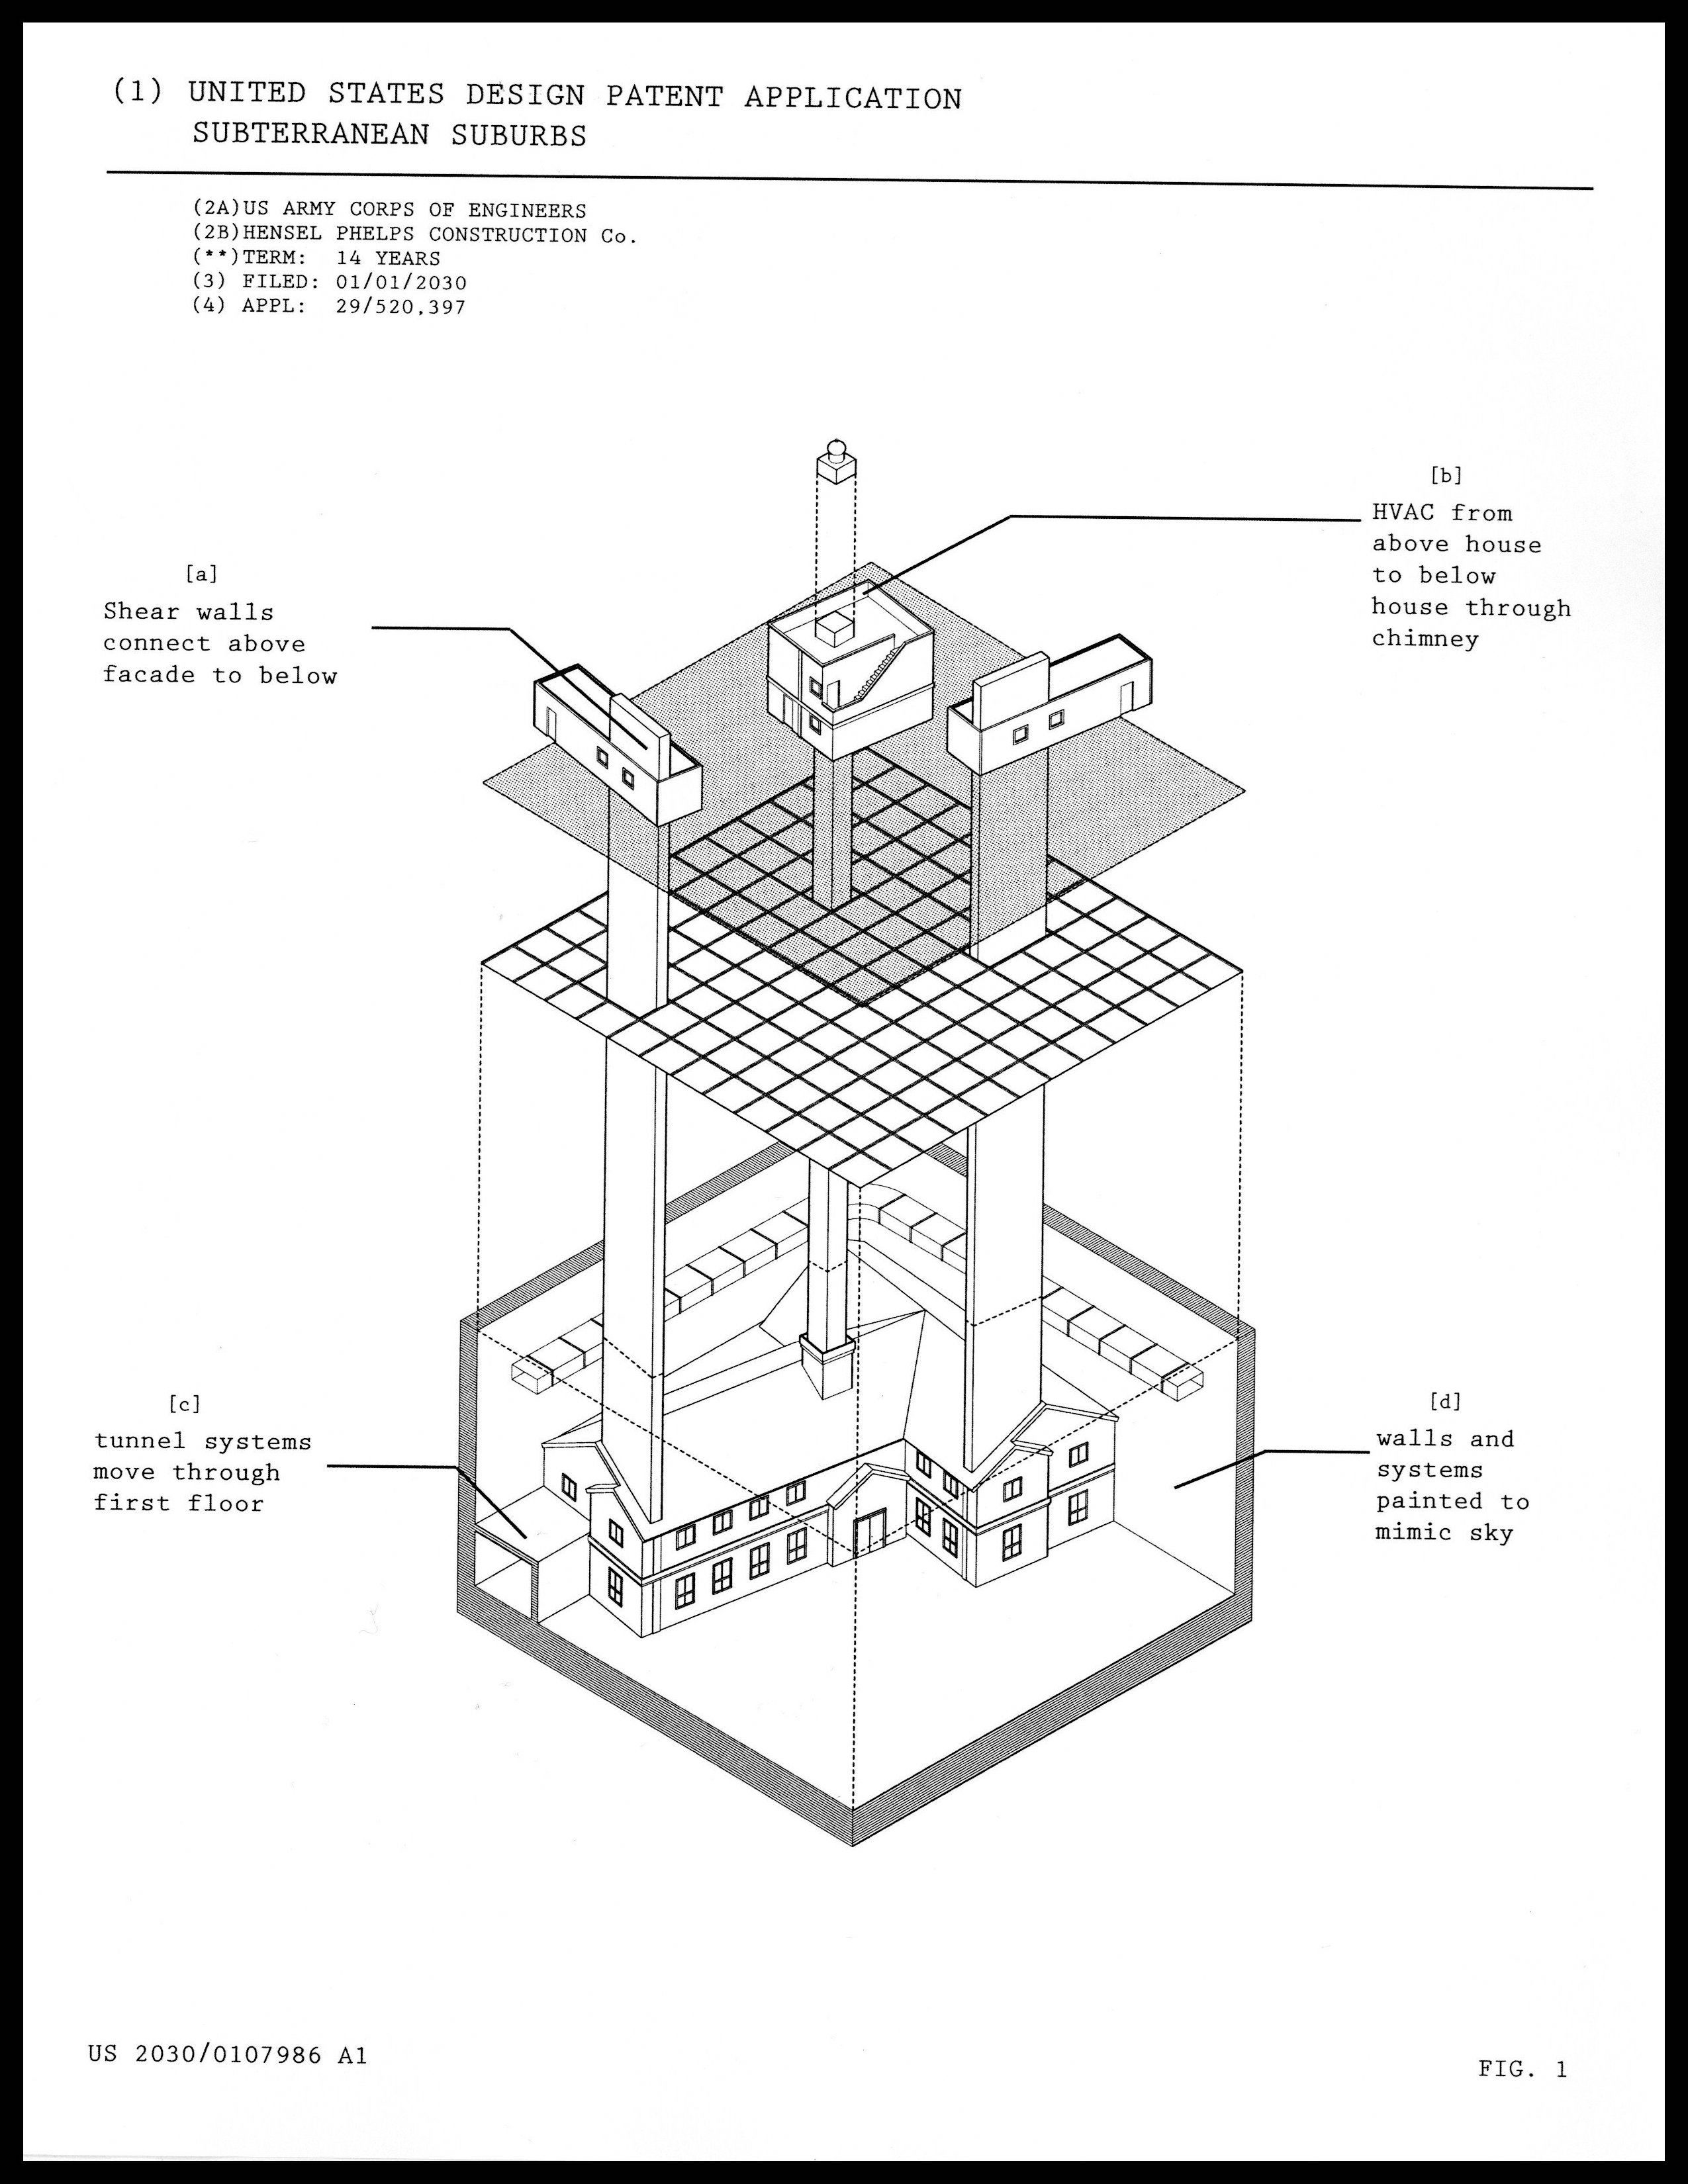 (1) UNITED STATES DESIGN PATENT APPLICATION
SUBTERRANEAN SUBURBS
(2A)US ARMY CORPS OF ENGINEERS
(2B)HENSEL PHELPS CONSTRUCTION Co.
(**)TERM: 14 YEARS
(3) FILED: 01/01/2030
(4) APPL: 29/520,397
[a]
Shear walls
connect above
facade to below
[b]
HVAC from
above house
to below
house through
chimney
[c]
tunnel systems
move through
first floor
[d]
walls and
systems
painted to
mimic sky
US 2030/0107986 A1
FIG. 1